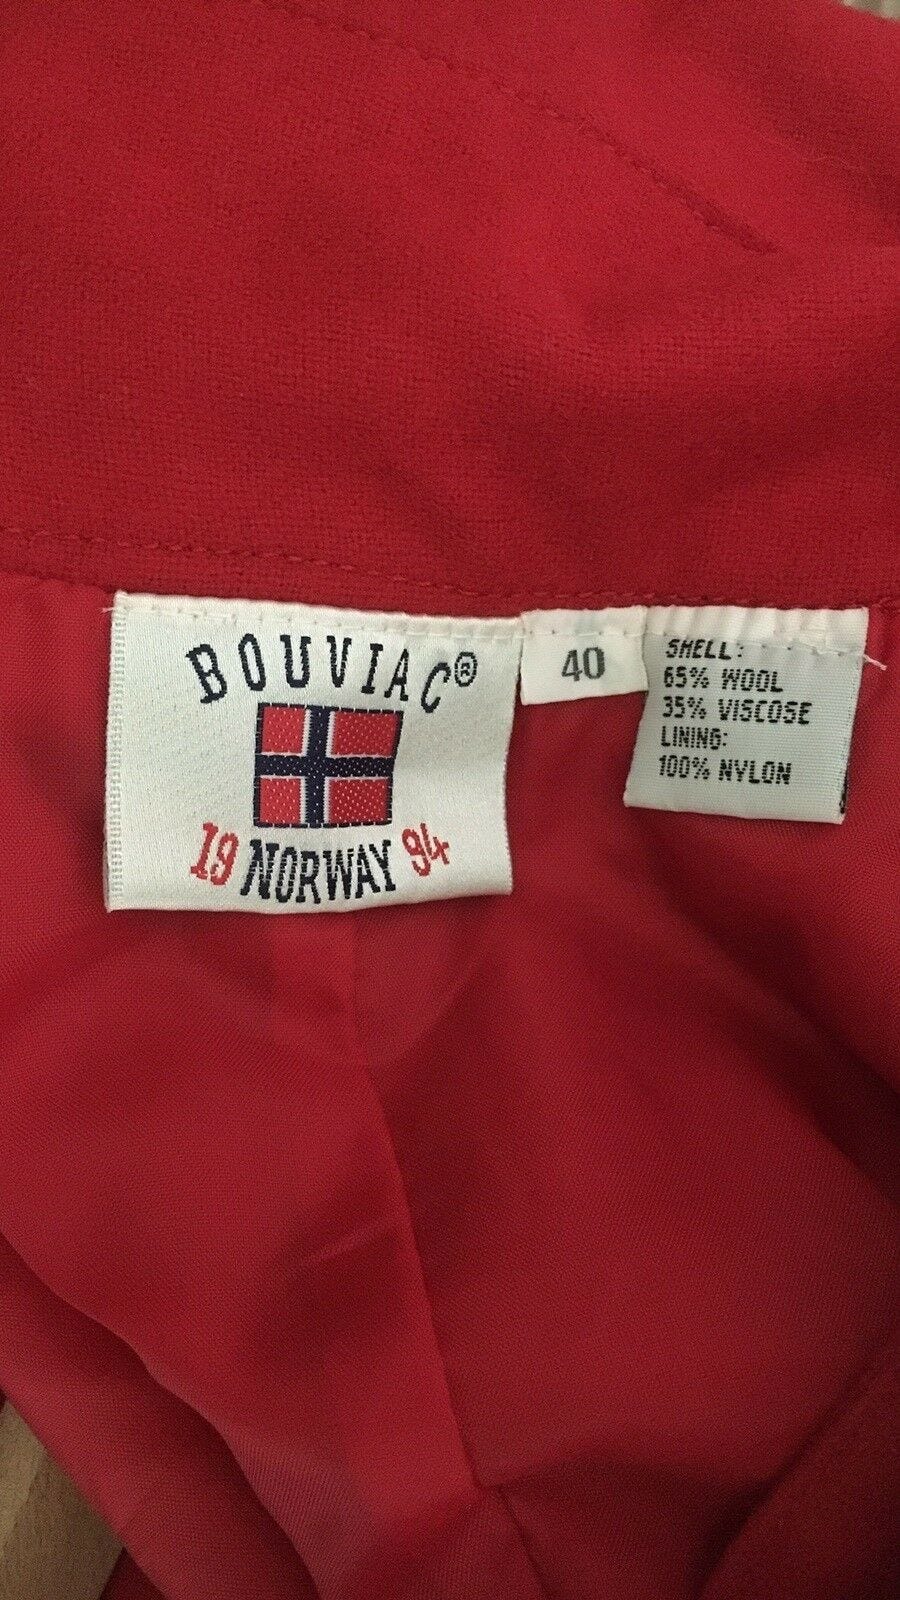 BOUVIAC®
19 NORWAY 94
40
SHELL:
65% WOOL
35% VISCOSE
LINING:
100% NYLON